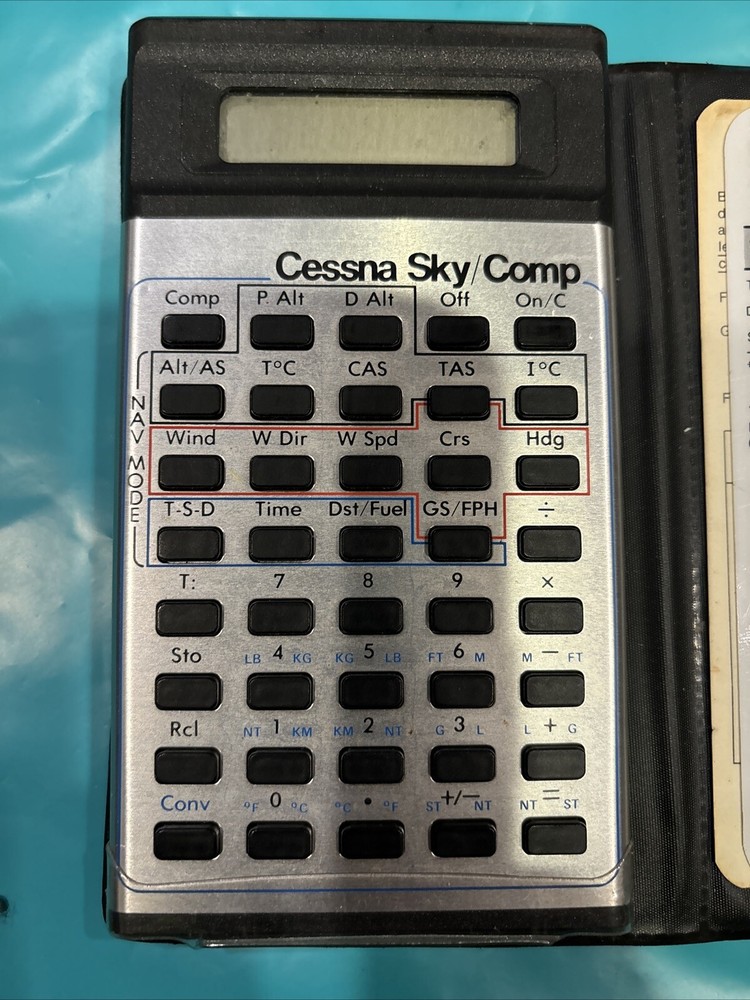 Cessna Sky/Comp
Comp P. Alt D Alt Off On/C
Alt/AS T°C CAS TAS I°C
NAV MODE
Wind W Dir W Spd Crs Hdg
T-S-D Time Dst/Fuel GS/FPH ÷
T: 7 8 9 ×
Sto LB 4 KG KG 5 LB FT 6 M M − FT
Rcl NT 1 KM KM 2 NT G 3 L L + G
Conv °F 0 °C °C • °F ST +/− NT NT = ST